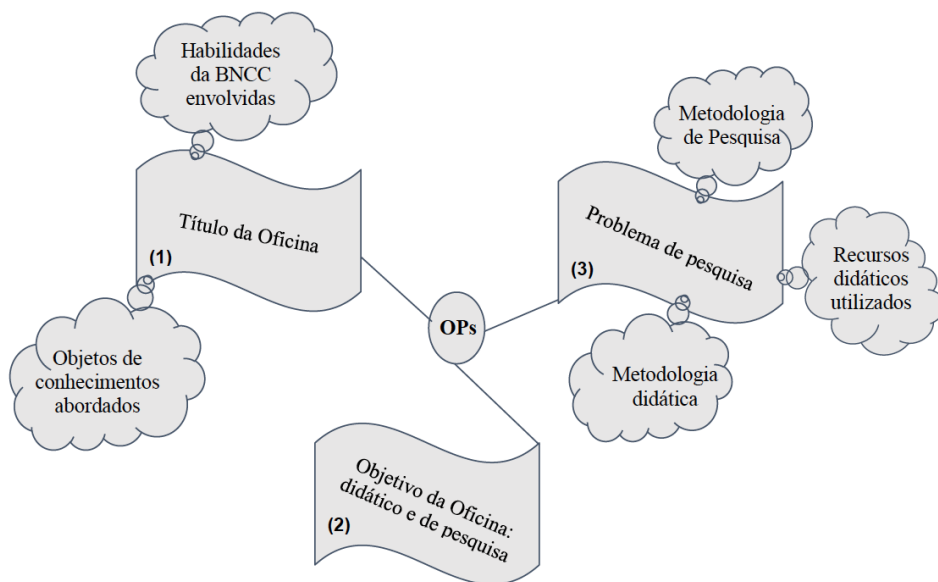 Habilidades
da BNCC
envolvidas
Título da Oficina
(1)
Objetos de
conhecimentos
abordados
OPs
Objetivo da Oficina:
didático e de pesquisa
(2)
Metodologia
de Pesquisa
Problema de
pesquisa
(3)
Recursos
didáticos
utilizados
Metodologia
didática